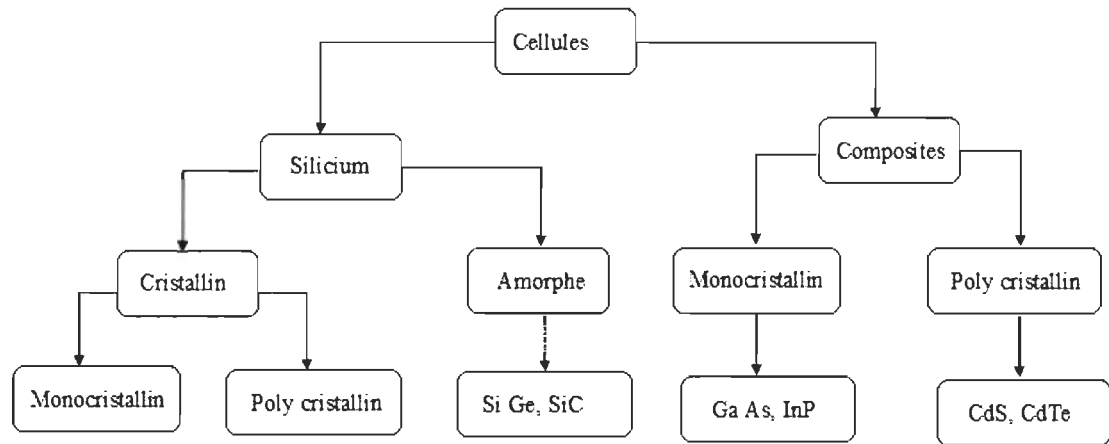 Cellules
Silicium
Composites
Cristallin
Amorphe
Monocristallin
Poly cristallin
Monocristallin
Poly cristallin
Si Ge, SiC
Ga As, InP
CdS, CdTe